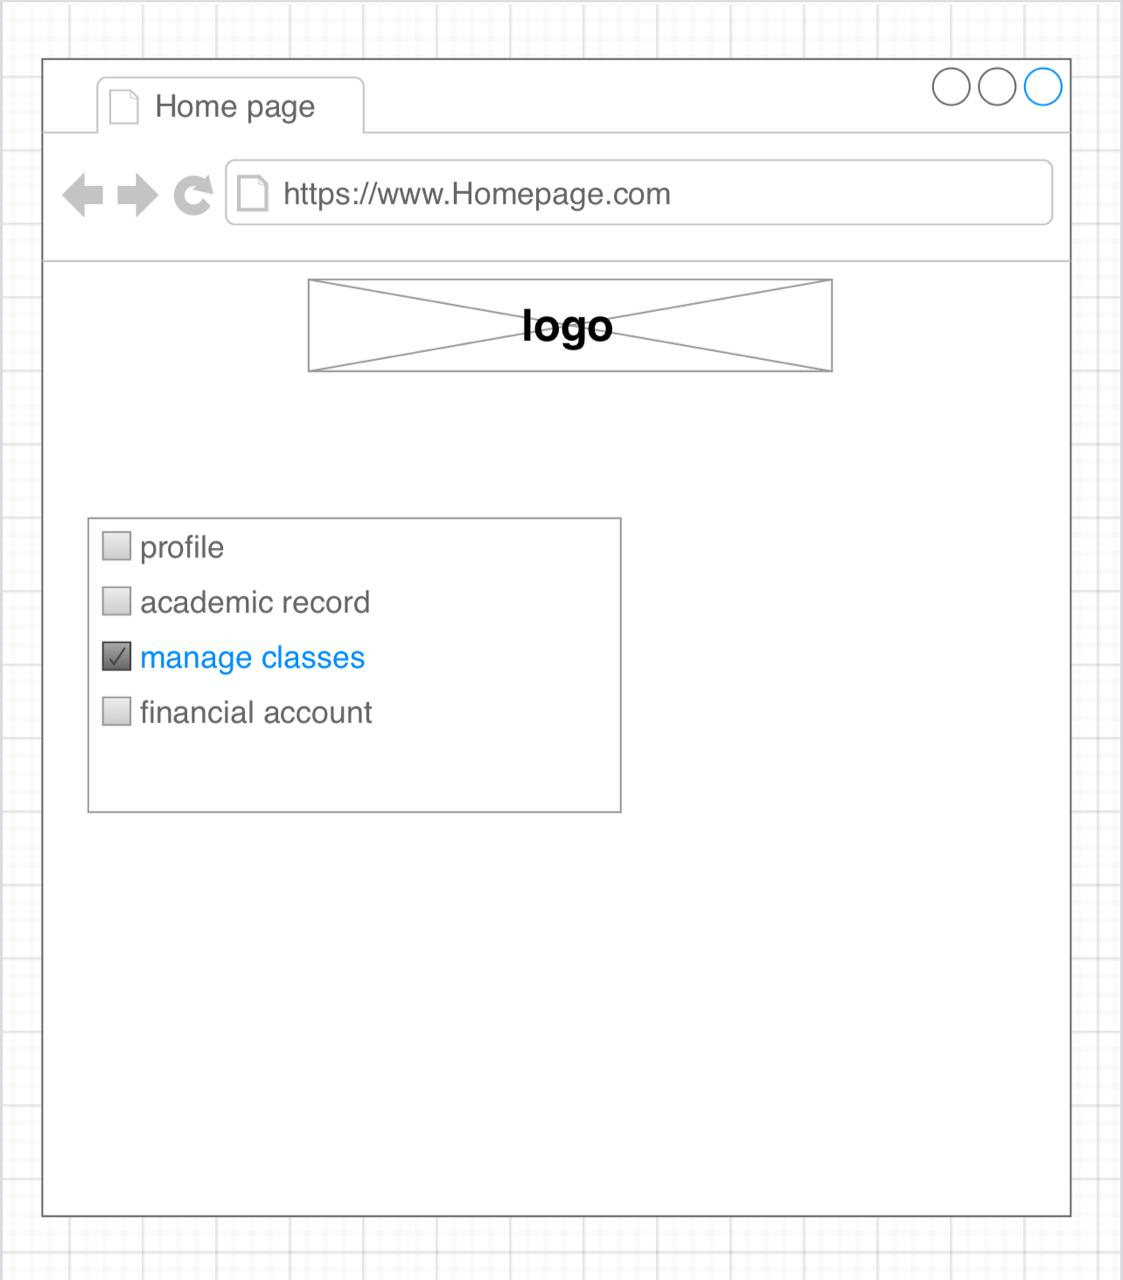 Home page
https://www.Homepage.com
logo
profile
academic record
manage classes
financial account